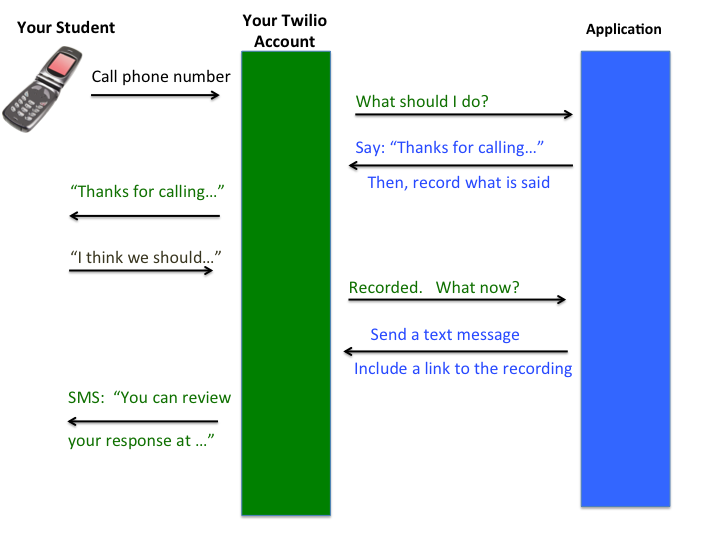 Your Student
Your Twilio
Account
Application
Call phone number
What should I do?
Say: “Thanks for calling…”
Then, record what is said
“Thanks for calling…”
“I think we should…”
Recorded.   What now?
Send a text message
Include a link to the recording
SMS:  “You can review
your response at …”